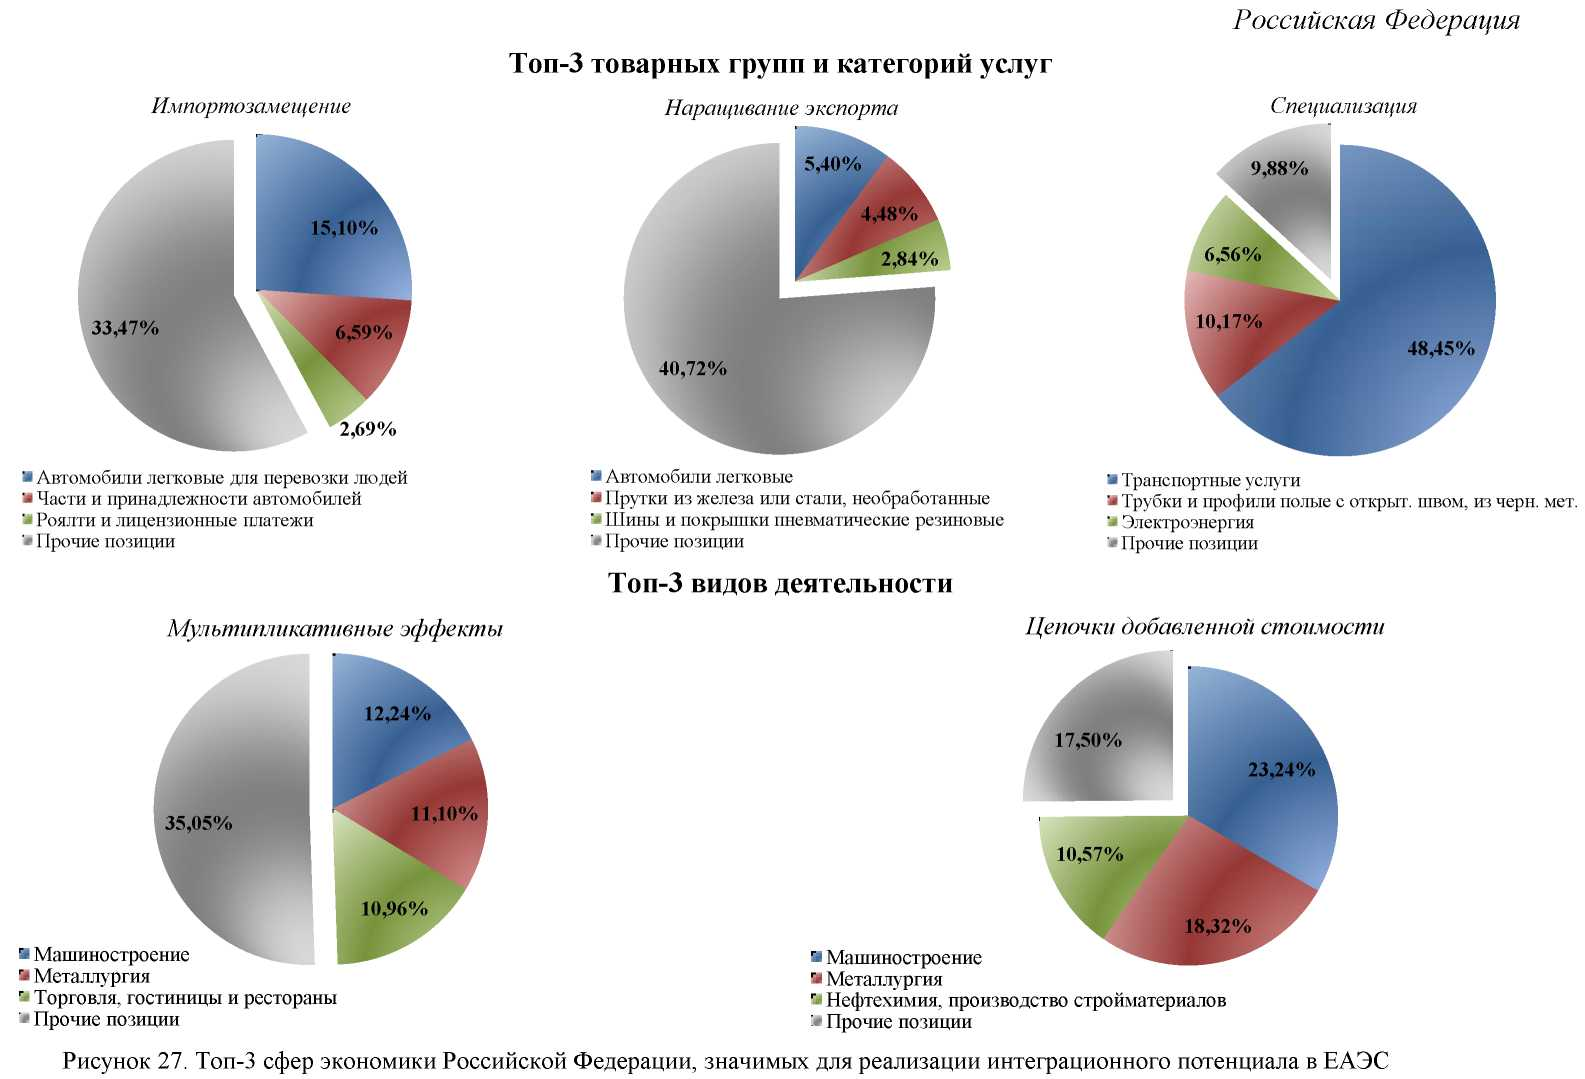 Российская Федерация
Топ-3 товарных групп и категорий услуг
Импортозамещение
15,10%
6,59%
2,69%
33,47%
Автомобили легковые для перевозки людей
Части и принадлежности автомобилей
Роялти и лицензионные платежи
Прочие позиции
Наращивание экспорта
5,40%
4,48%
2,84%
40,72%
Автомобили легковые
Прутки из железа или стали, необработанные
Шины и покрышки пневматические резиновые
Прочие позиции
Специализация
9,88%
6,56%
10,17%
48,45%
Транспортные услуги
Трубки и профили полые с открыт. швом, из черн. мет.
Электроэнергия
Прочие позиции
Топ-3 видов деятельности
Мультипликативные эффекты
12,24%
11,10%
10,96%
35,05%
Машиностроение
Металлургия
Торговля, гостиницы и рестораны
Прочие позиции
Цепочки добавленной стоимости
17,50%
23,24%
10,57%
18,32%
Машиностроение
Металлургия
Нефтехимия, производство стройматериалов
Прочие позиции
Рисунок 27. Топ-3 сфер экономики Российской Федерации, значимых для реализации интеграционного потенциала в ЕАЭС